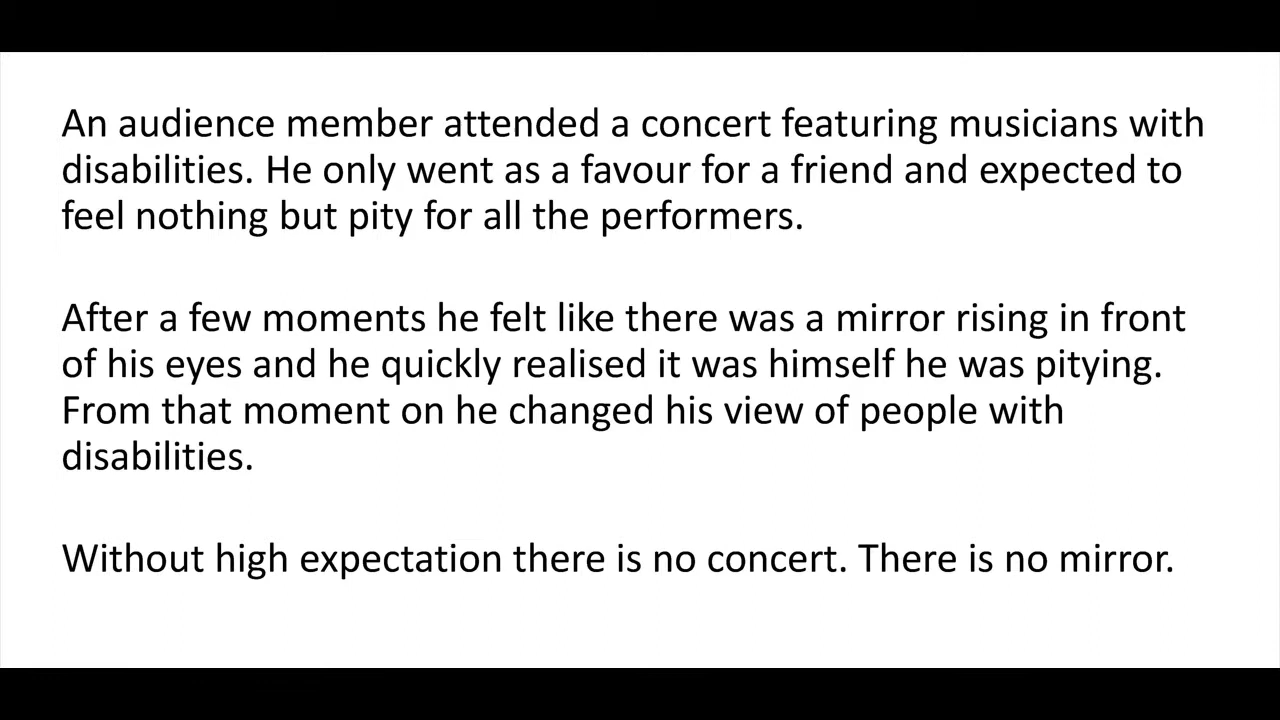 An audience member attended a concert featuring musicians with
disabilities. He only went as a favour for a friend and expected to
feel nothing but pity for all the performers.
After a few moments he felt like there was a mirror rising in front
of his eyes and he quickly realised it was himself he was pitying.
From that moment on he changed his view of people with
disabilities.
Without high expectation there is no concert. There is no mirror.